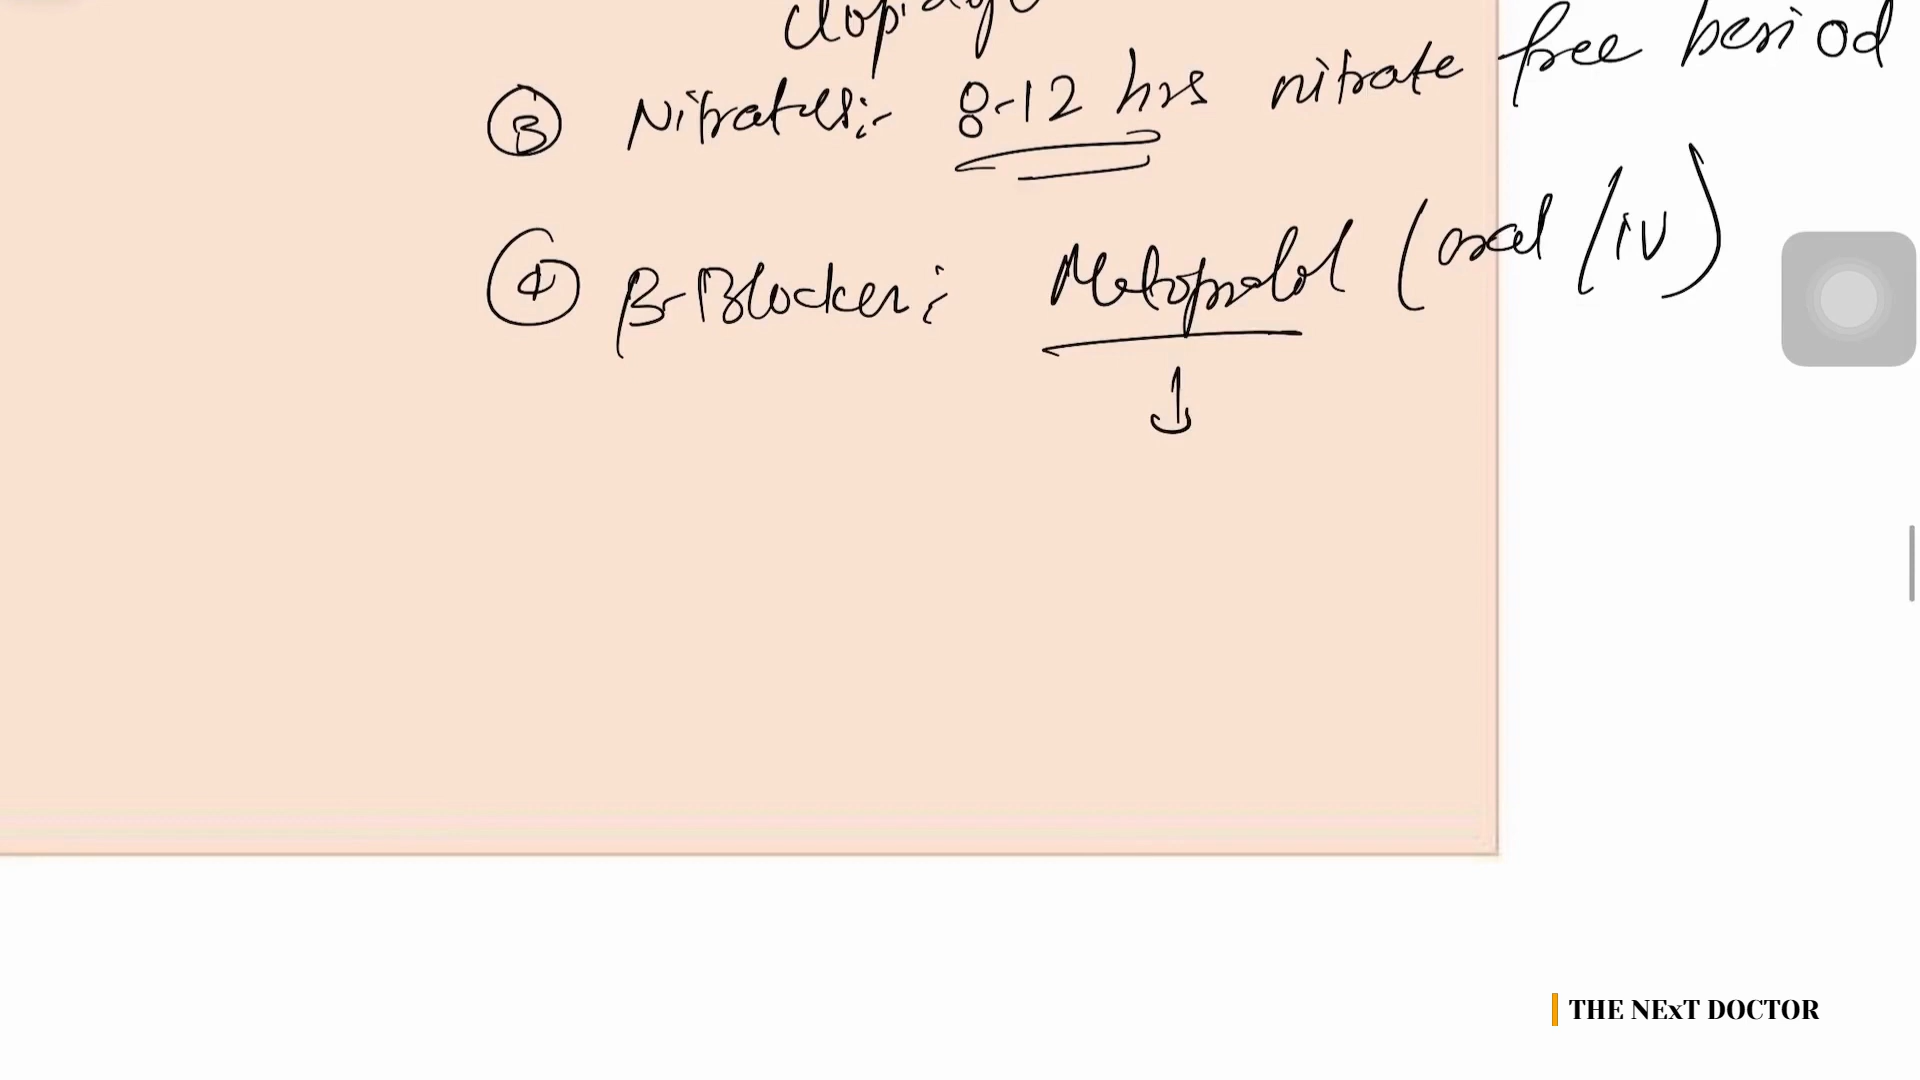 ③ Nitrates:- 8-12 hrs nitrate free period
④ β-Blocker: Metoprolol (oral/iv)
↓
THE NExT DOCTOR